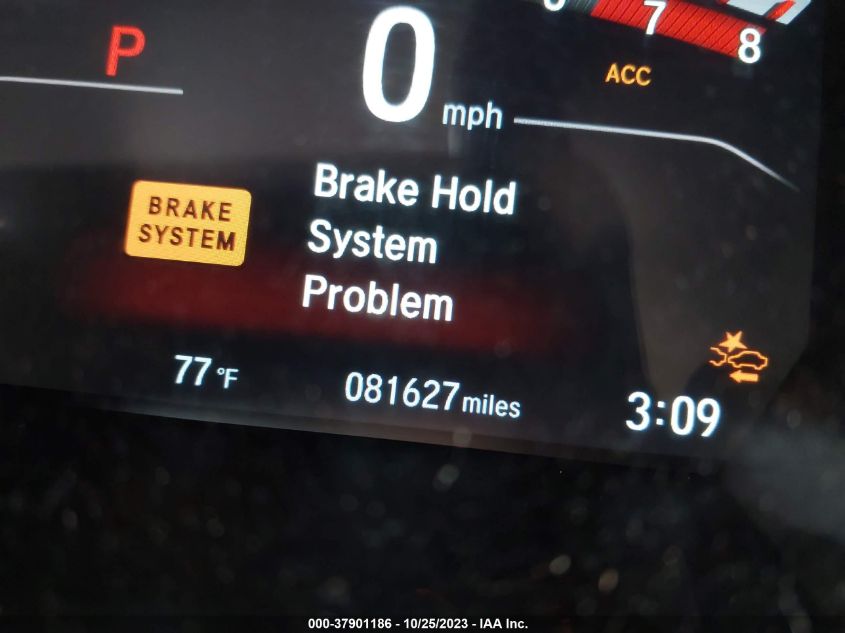 6
7
8
P
0 mph
ACC
BRAKE
SYSTEM
Brake Hold
System
Problem
77 °F
081627 miles
3:09
000-37901186 - 10/25/2023 - IAA Inc.